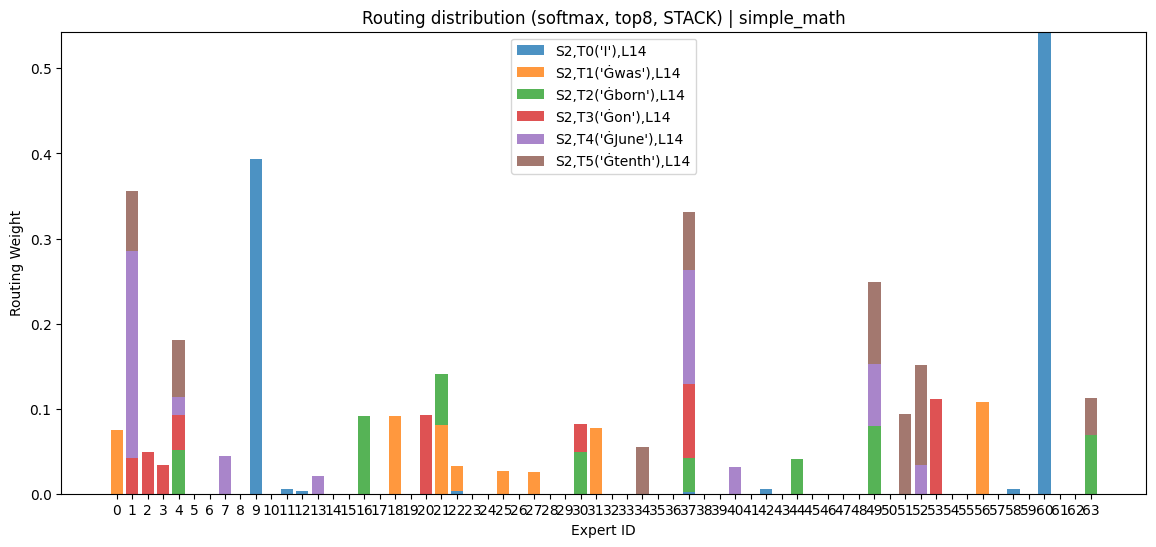 Routing distribution (softmax, top8, STACK) | simple_math
S2,T0('I'),L14
S2,T1('Ġwas'),L14
S2,T2('Ġborn'),L14
S2,T3('Ġon'),L14
S2,T4('ĠJune'),L14
S2,T5('Ġtenth'),L14
0.5
0.4
0.3
0.2
0.1
0.0
Routing Weight
0 1 2 3 4 5 6 7 8 9 10 11 12 13 14 15 16 17 18 19 20 21 22 23 24 25 26 27 28 29 30 31 32 33 34 35 36 37 38 39 40 41 42 43 44 45 46 47 48 49 50 51 52 53 54 55 56 57 58 59 60 61 62 63
Expert ID